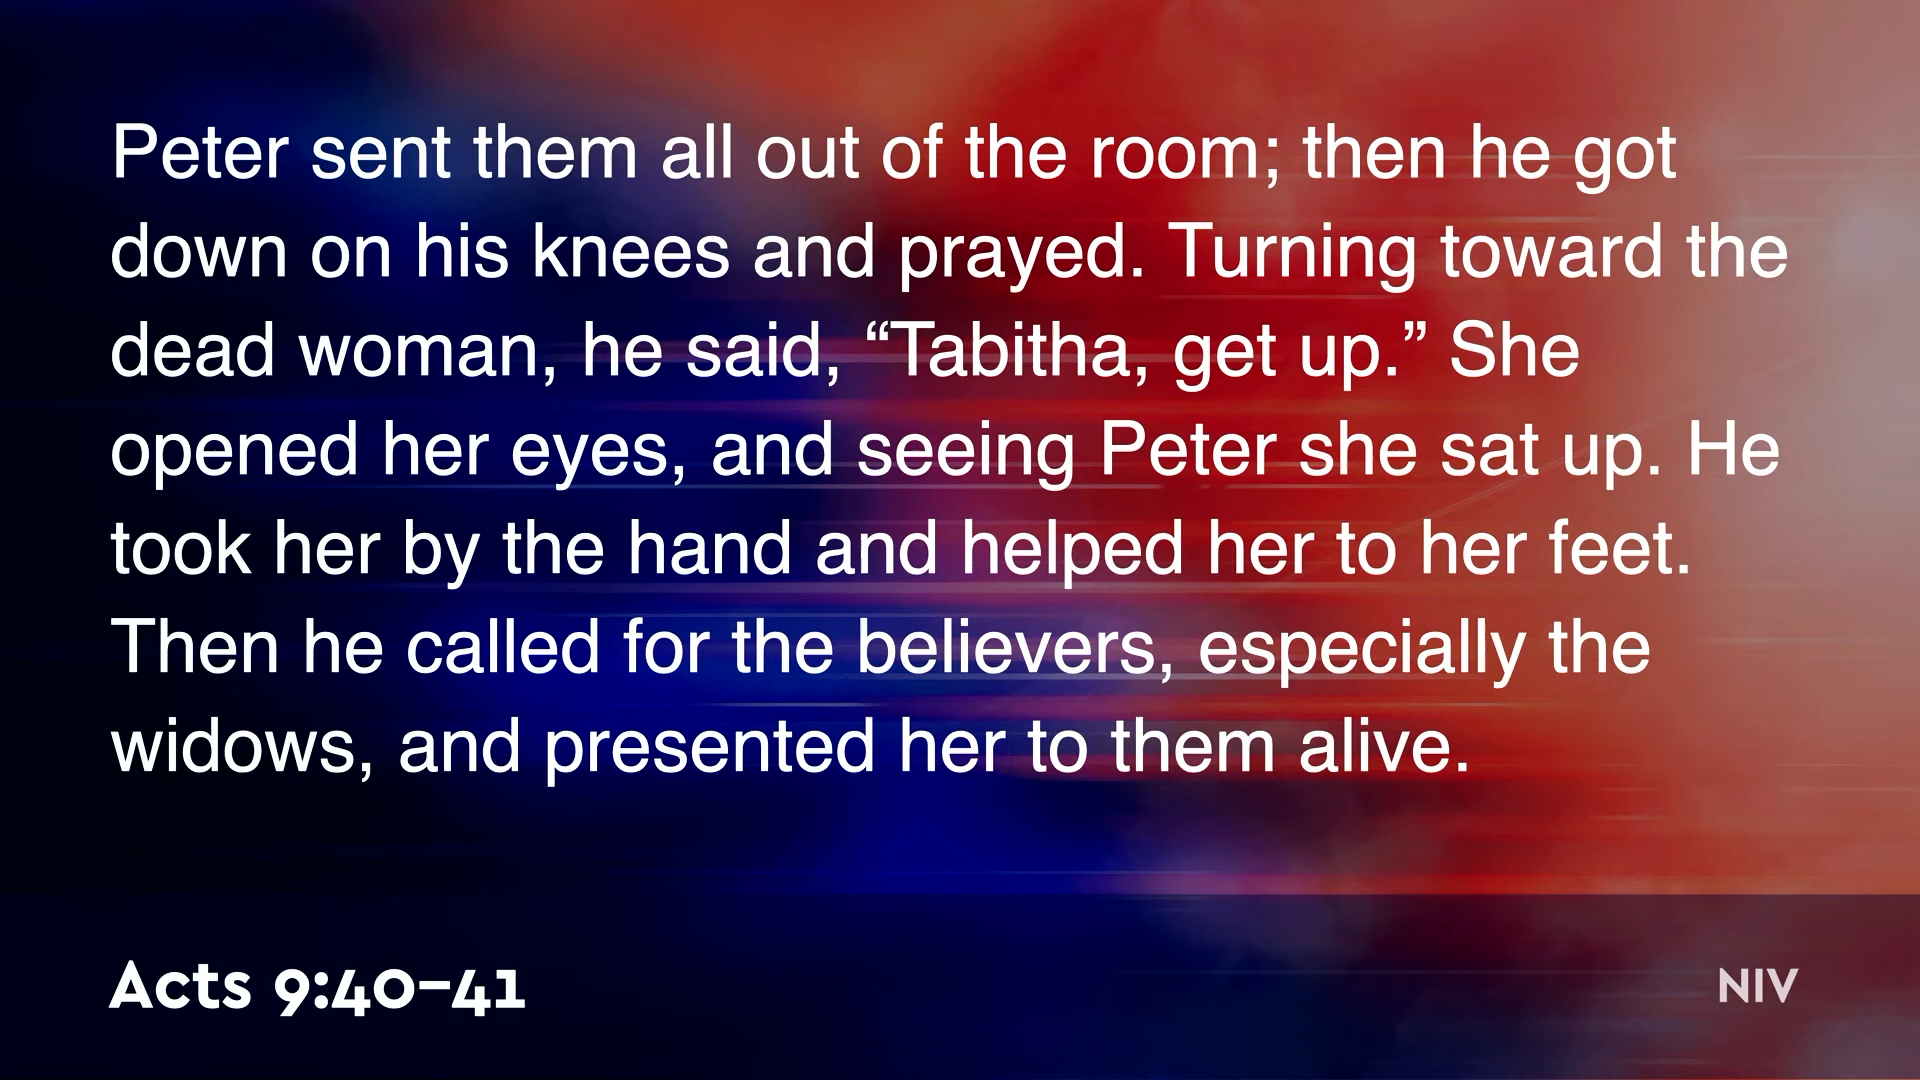 Peter sent them all out of the room; then he got
down on his knees and prayed. Turning toward the
dead woman, he said, “Tabitha, get up.” She
opened her eyes, and seeing Peter she sat up. He
took her by the hand and helped her to her feet.
Then he called for the believers, especially the
widows, and presented her to them alive.
Acts 9:40–41
NIV